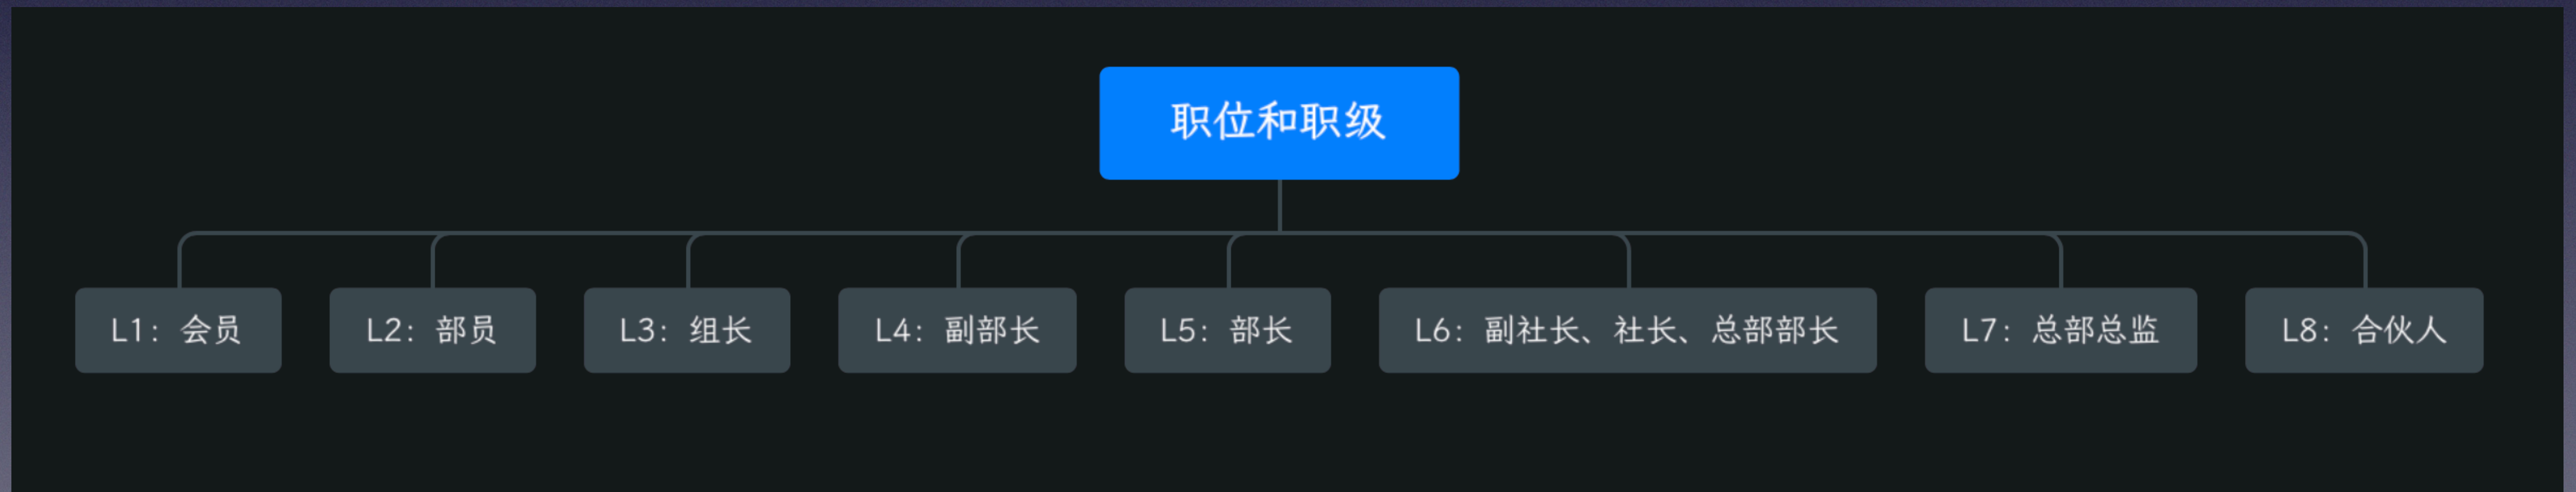 职位和职级
L1：会员
L2：部员
L3：组长
L4：副部长
L5：部长
L6：副社长、社长、总部部长
L7：总部总监
L8：合伙人